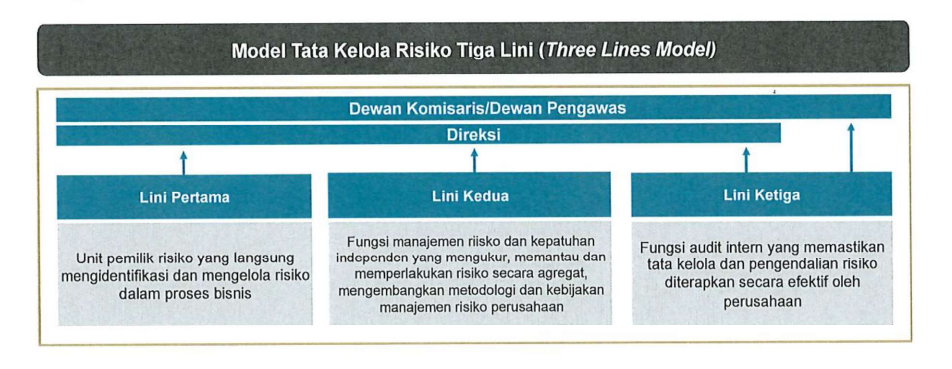 Model Tata Kelola Risiko Tiga Lini (Three Lines Model)
Dewan Komisaris/Dewan Pengawas
Direksi
Lini Pertama
Unit pemilik risiko yang langsung
mengidentifikasi dan mengelola risiko
dalam proses bisnis
Lini Kedua
Fungsi manajemen riisko dan kepatuhan
independen yang mengukur, memantau dan
memperlakukan risiko secara agregat,
mengembangkan metodologi dan kebijakan
manajemen risiko perusahaan
Lini Ketiga
Fungsi audit intern yang memastikan
tata kelola dan pengendalian risiko
diterapkan secara efektif oleh
perusahaan